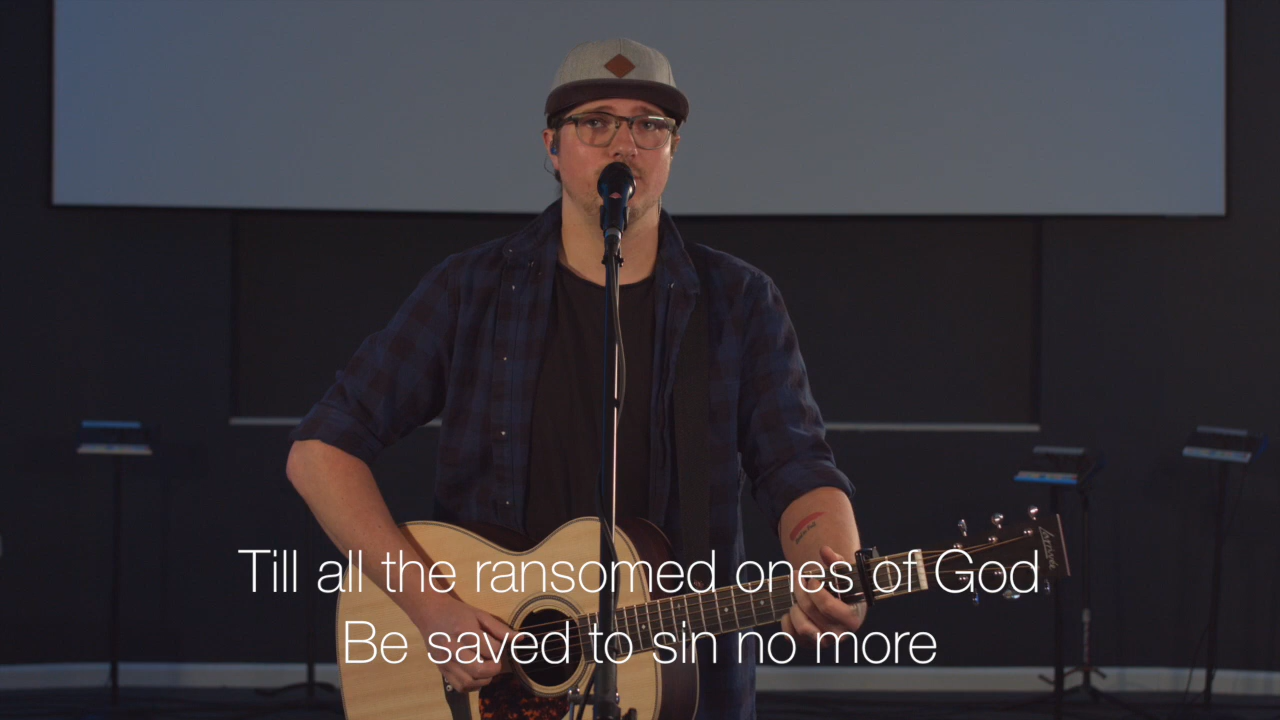 Till all the ransomed ones of God
Be saved to sin no more